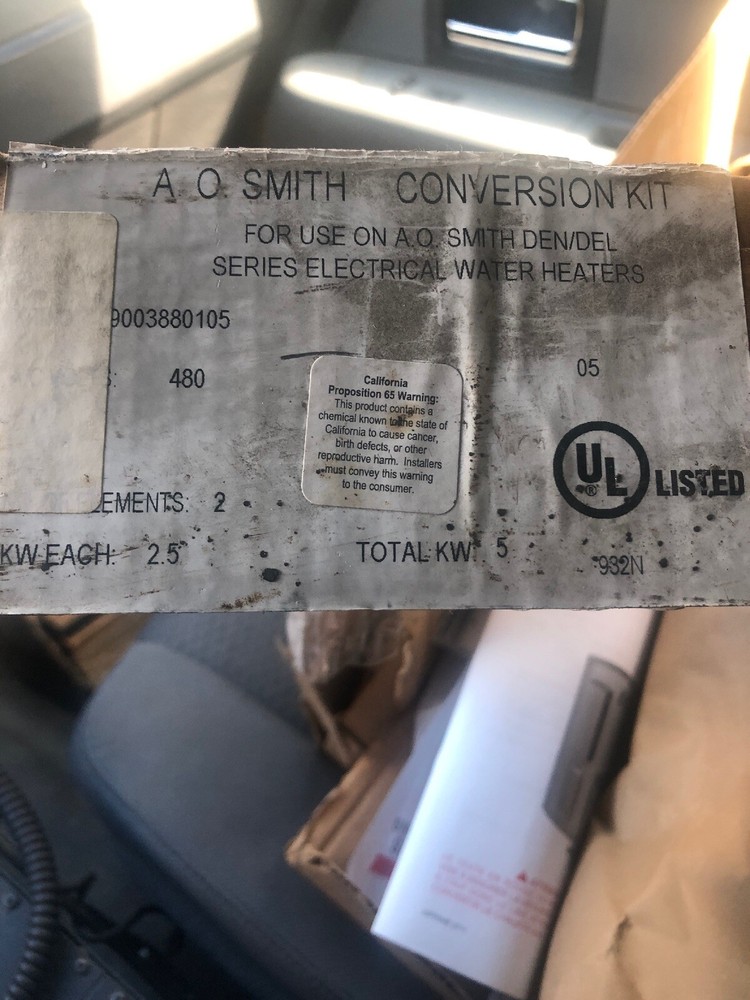 A. O. SMITH CONVERSION KIT
FOR USE ON A.O. SMITH DEN/DEL
SERIES ELECTRICAL WATER HEATERS
9003880105
: 480 05
California
Proposition 65 Warning:
This product contains a
chemical known to the state of
California to cause cancer,
birth defects, or other
reproductive harm. Installers
must convey this warning
to the consumer.
UL ® LISTED
EMENTS: 2
KW EACH: 2.5
TOTAL KW: 5
932N